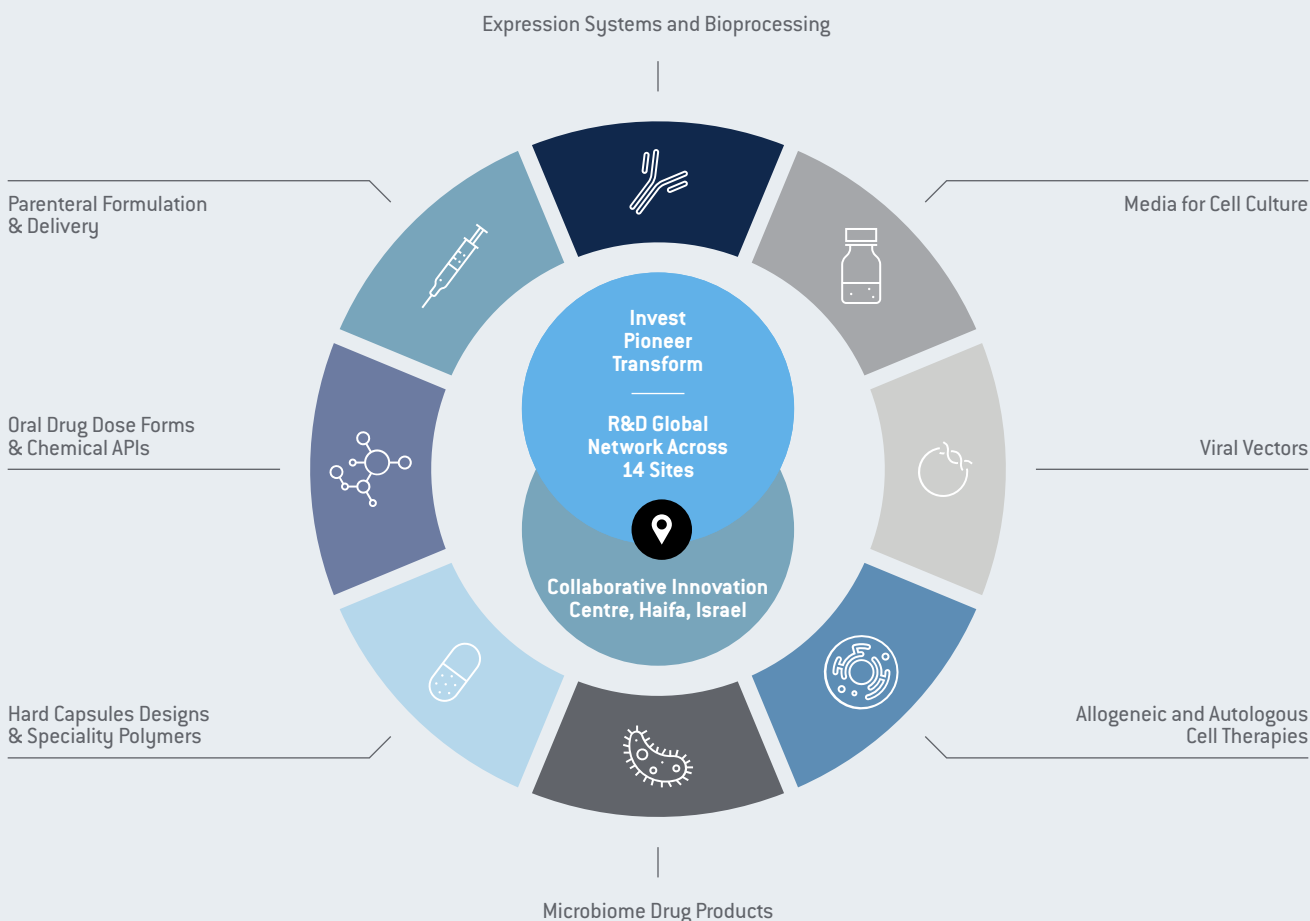 Expression Systems and Bioprocessing
Parenteral Formulation
& Delivery
Media for Cell Culture
Invest
Pioneer
Transform
R&D Global
Network Across
14 Sites
Oral Drug Dose Forms
& Chemical APIs
Viral Vectors
Collaborative Innovation
Centre, Haifa, Israel
Hard Capsules Designs
& Speciality Polymers
Allogeneic and Autologous
Cell Therapies
Microbiome Drug Products